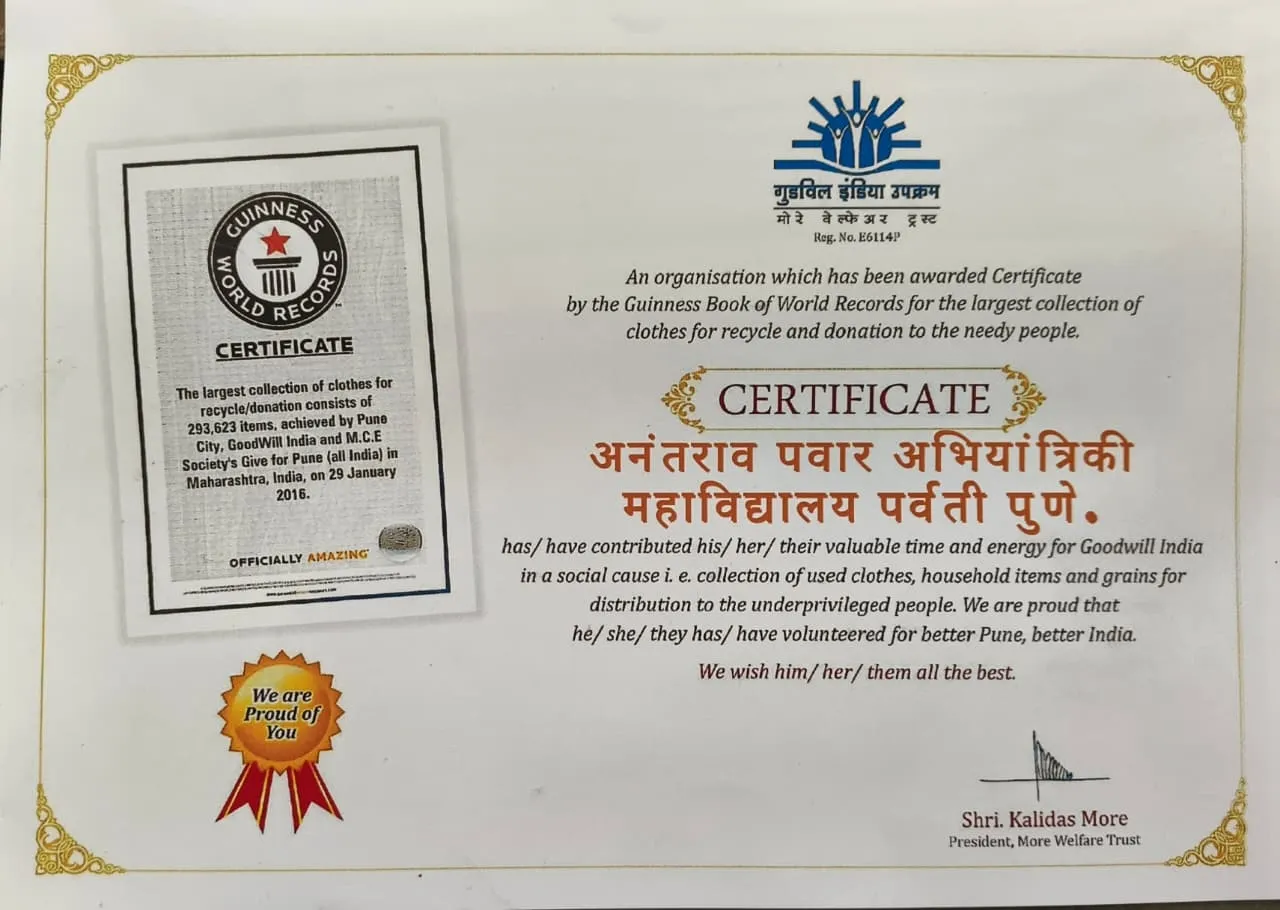 GUINNESS WORLD RECORDS
™
CERTIFICATE
The largest collection of clothes for
recycle/donation consists of
293,623 items, achieved by Pune
City, GoodWill India and M.C.E
Society's Give for Pune (all India) in
Maharashtra, India, on 29 January
2016.
OFFICIALLY AMAZING
We are
Proud of
You
गुडविल इंडिया उपक्रम
मोरे वेल्फेअर ट्रस्ट
Reg. No. E6114P
An organisation which has been awarded Certificate
by the Guinness Book of World Records for the largest collection of
clothes for recycle and donation to the needy people.
CERTIFICATE
अनंतराव पवार अभियांत्रिकी
महाविद्यालय पर्वती पुणे.
has/ have contributed his/ her/ their valuable time and energy for Goodwill India
in a social cause i. e. collection of used clothes, household items and grains for
distribution to the underprivileged people. We are proud that
he/ she/ they has/ have volunteered for better Pune, better India.
We wish him/ her/ them all the best.
Shri. Kalidas More
President, More Welfare Trust